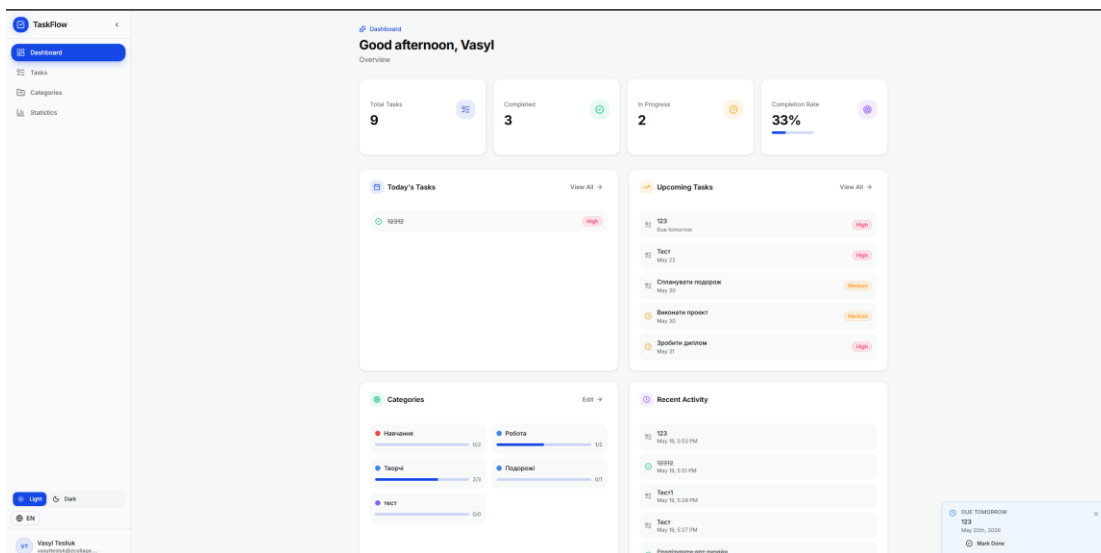 TaskFlow
Dashboard
Tasks
Categories
Statistics
Light
Dark
EN
VT
Vasyl Tesliuk
Dashboard
Good afternoon, Vasyl
Overview
Total Tasks
9
Completed
3
In Progress
2
Completion Rate
33%
Today's Tasks
View All →
12312
High
Upcoming Tasks
View All →
123
Due tomorrow
High
Тест
May 22
High
Спланувати подорож
May 30
Medium
Виконати проект
May 30
Medium
Зробити диплом
May 31
High
Categories
Edit →
Навчання
0/2
Робота
1/2
Творчі
2/3
Подорожі
0/1
тест
0/0
Recent Activity
123
May 19, 5:53 PM
12312
May 19, 5:51 PM
Тест1
May 19, 5:29 PM
Тест
May 19, 5:27 PM
DUE TOMORROW
123
May 20th, 2026
Mark Done